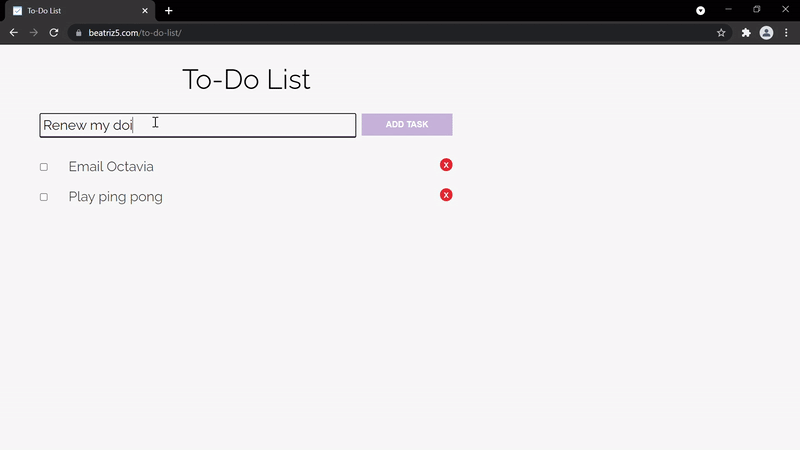 To-Do List
beatriz5.com/to-do-list/
To-Do List
Renew my doi
ADD TASK
Email Octavia
X
Play ping pong
X